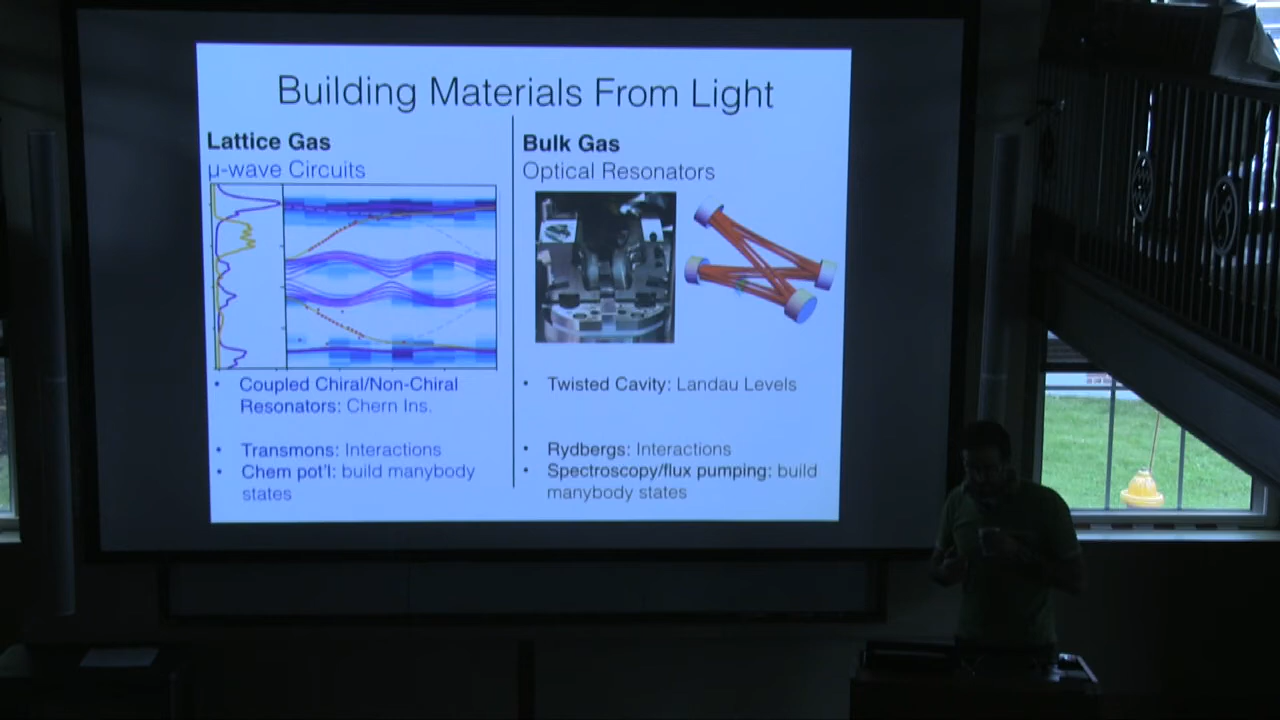 Building Materials From Light
Lattice Gas
µ-wave Circuits
• Coupled Chiral/Non-Chiral
Resonators: Chern Ins.
• Transmons: Interactions
• Chem pot'l: build manybody
states
Bulk Gas
Optical Resonators
• Twisted Cavity: Landau Levels
• Rydbergs: Interactions
• Spectroscopy/flux pumping: build
manybody states